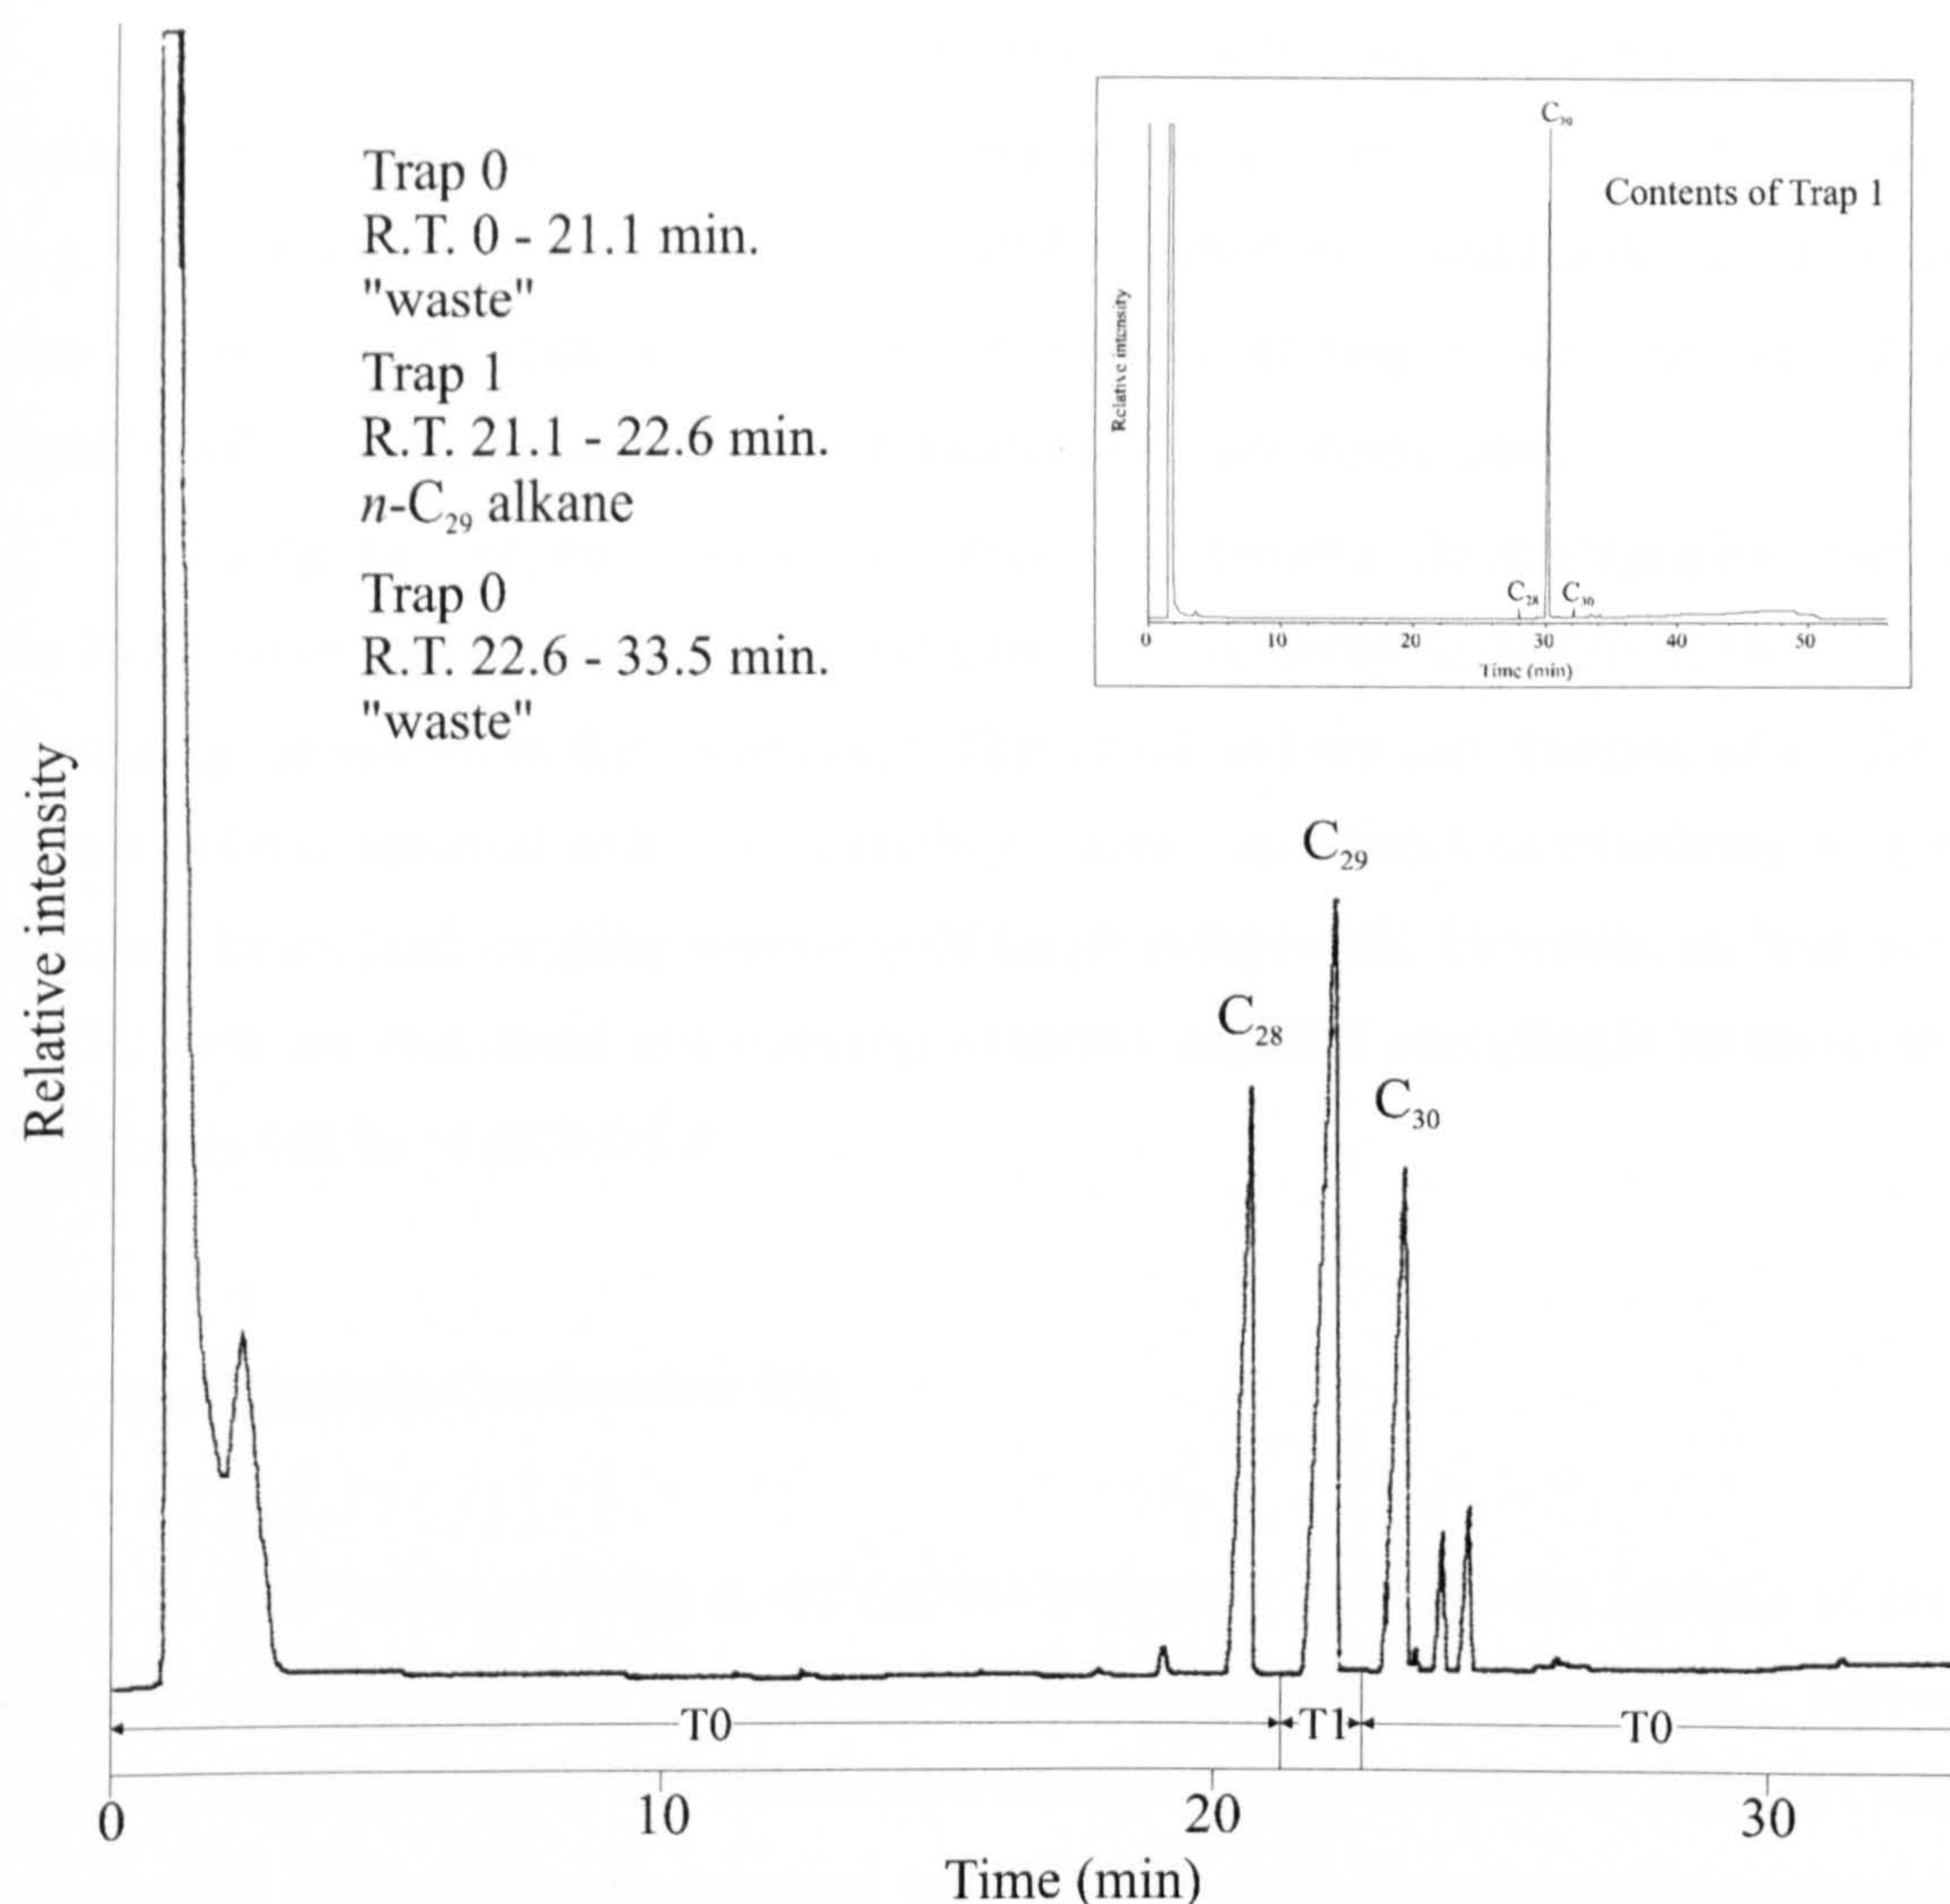 Trap 0
R.T. 0 - 21.1 min.
"waste"
Trap 1
R.T. 21.1 - 22.6 min.
n-C₂₉ alkane
Trap 0
R.T. 22.6 - 33.5 min.
"waste"
C₂₉
Contents of Trap 1
Relative intensity
C₂₈ C₃₀
0 10 20 30 40 50
Time (min)
Relative intensity
C₂₉
C₂₈
C₃₀
T0 T1 T0
0 10 20 30
Time (min)